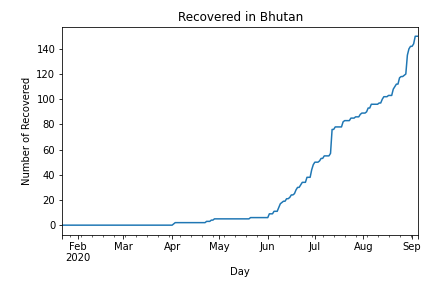 Recovered in Bhutan
Number of Recovered
140
120
100
80
60
40
20
0
Feb Mar Apr May Jun Jul Aug Sep
2020
Day